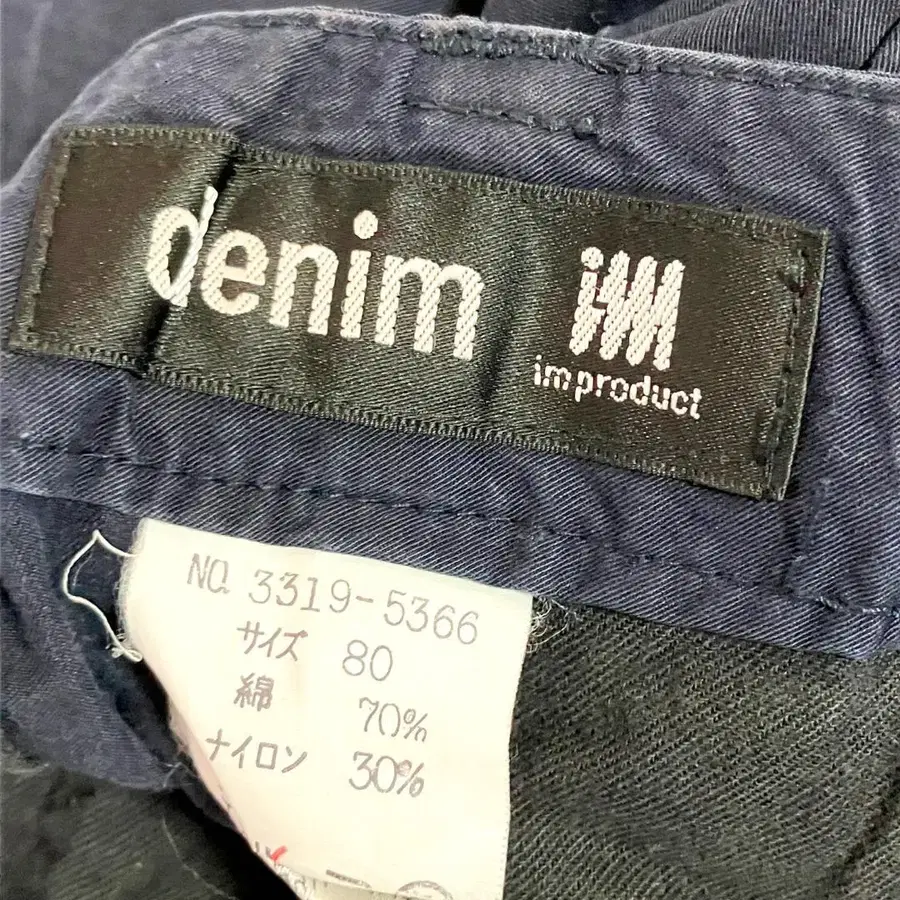 denim
im
im product
NO. 3319-5366
サイズ 80
綿 70%
ナイロン 30%